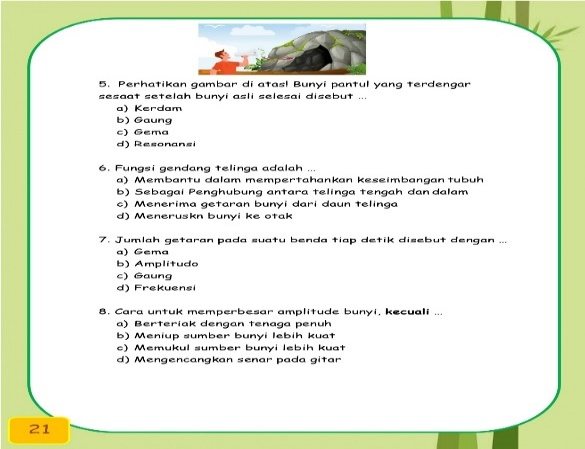 5. Perhatikan gambar di atas! Bunyi pantul yang terdengar
sesaat setelah bunyi asli selesai disebut ...
a) Kerdam
b) Gaung
c) Gema
d) Resonansi
6. Fungsi gendang telinga adalah ...
a) Membantu dalam mempertahankan keseimbangan tubuh
b) Sebagai Penghubung antara telinga tengah dan dalam
c) Menerima getaran bunyi dari daun telinga
d) Meneruskn bunyi ke otak
7. Jumlah getaran pada suatu benda tiap detik disebut dengan ...
a) Gema
b) Amplitudo
c) Gaung
d) Frekuensi
8. Cara untuk memperbesar amplitude bunyi, kecuali ...
a) Berteriak dengan tenaga penuh
b) Meniup sumber bunyi lebih kuat
c) Memukul sumber bunyi lebih kuat
d) Mengencangkan senar pada gitar
21